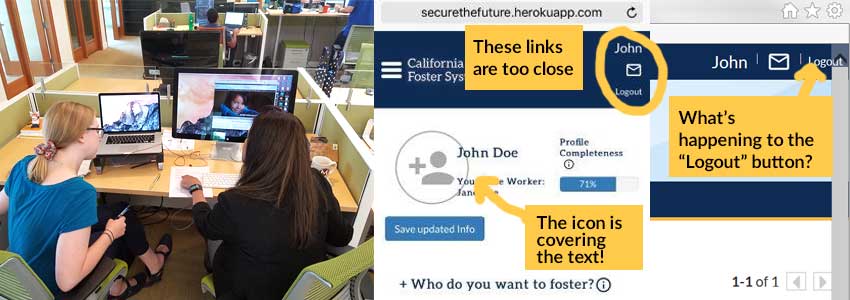 securethefuture.herokuapp.com
These links
are too close
California
Foster Sys
John
Logout
John
Logout
What's
happening to the
"Logout" button?
John Doe
Profile
Completeness
71%
The icon is
covering
the text!
Save updated Info
+ Who do you want to foster?
1-1 of 1